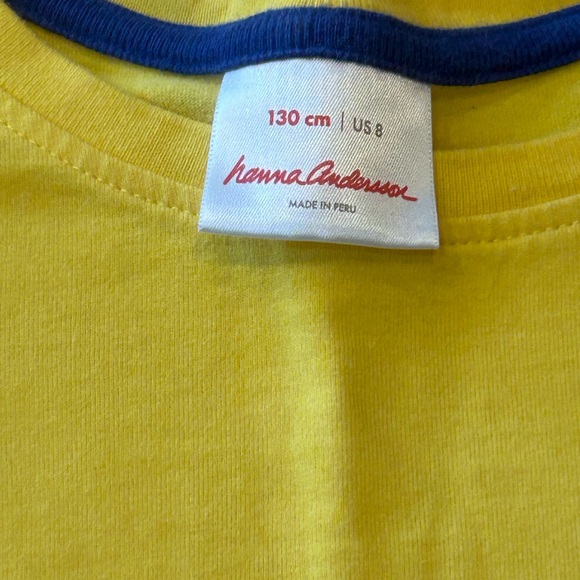 130 cm | US 8
hanna andersson
MADE IN PERU